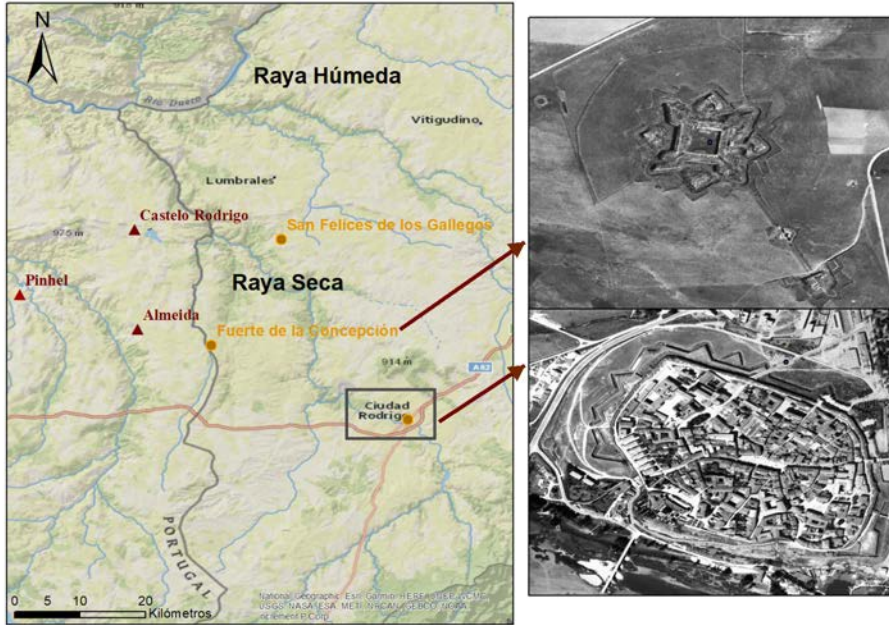 N
918 m
Raya Húmeda
Río Duero
Vitigudino
Lumbrales
Castelo Rodrigo
975 m
San Felices de los Gallegos
Pinhel
Raya Seca
Almeida
Fuerte de la Concepción
914 m
A62
Ciudad
Rodrigo
PORTUGAL
National Geographic, Esri, Garmin, HERE, UNEP-WCMC,
USGS, NASA, ESA, METI, NRCAN, GEBCO, NOAA,
increment P Corp.
0 5 10 20
Kilómetros